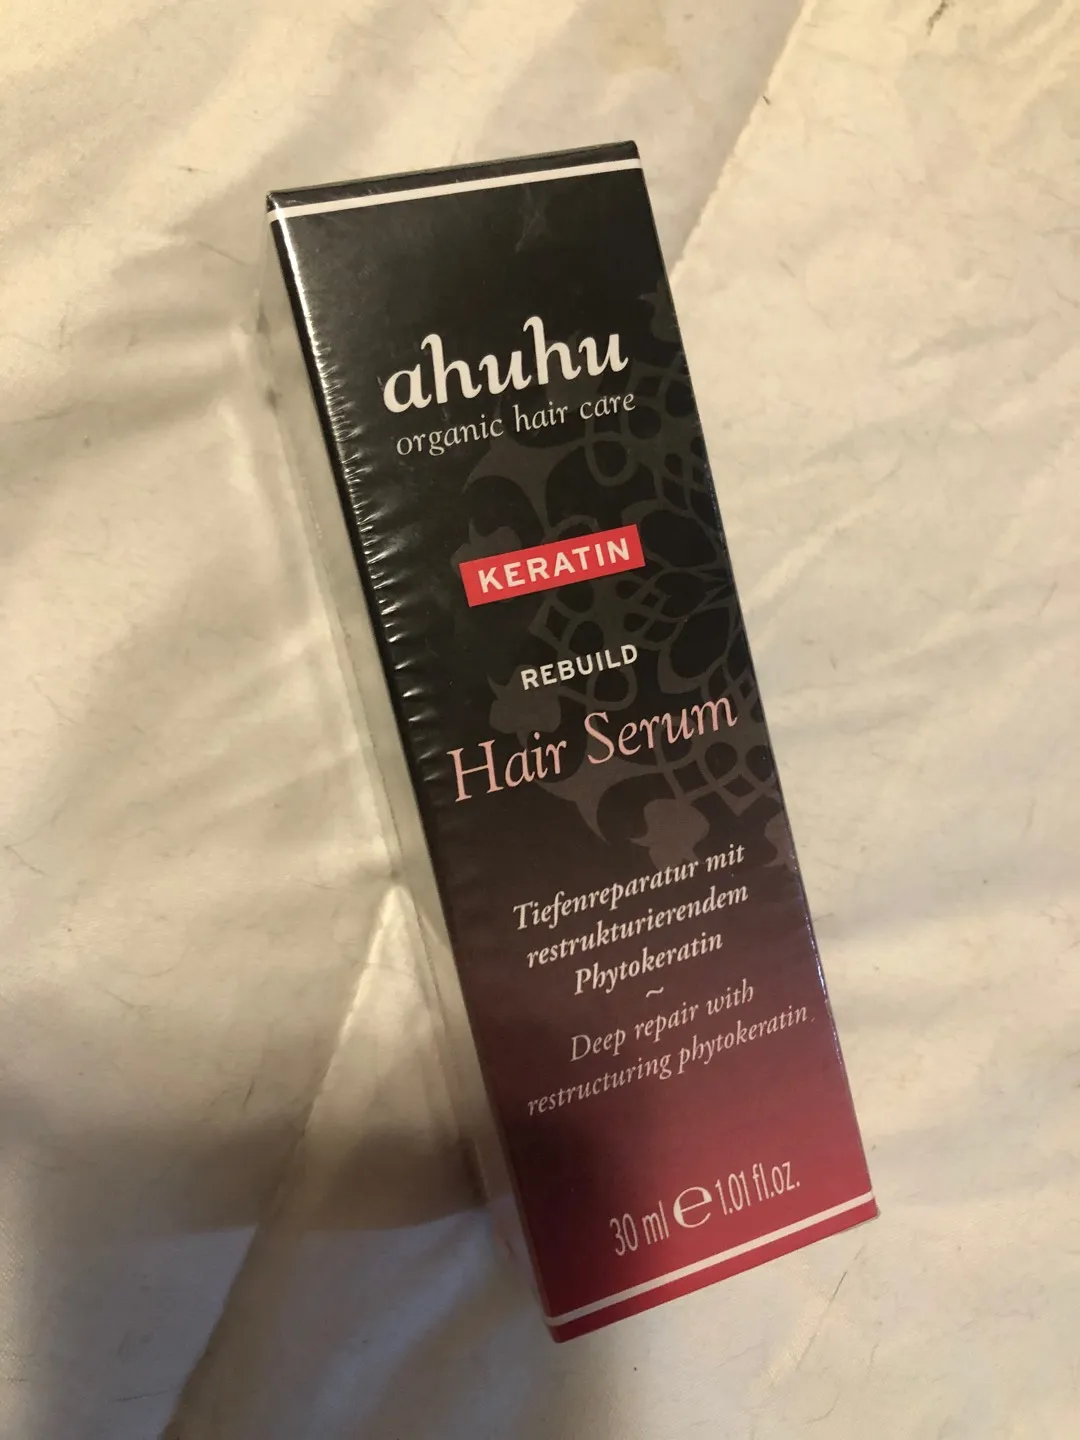 ahuhu
organic hair care
KERATIN
REBUILD
Hair Serum
Tiefenreparatur mit
restrukturierendem
Phytokeratin
~
Deep repair with
restructuring phytokeratin
30 ml ℮ 1.01 fl.oz.